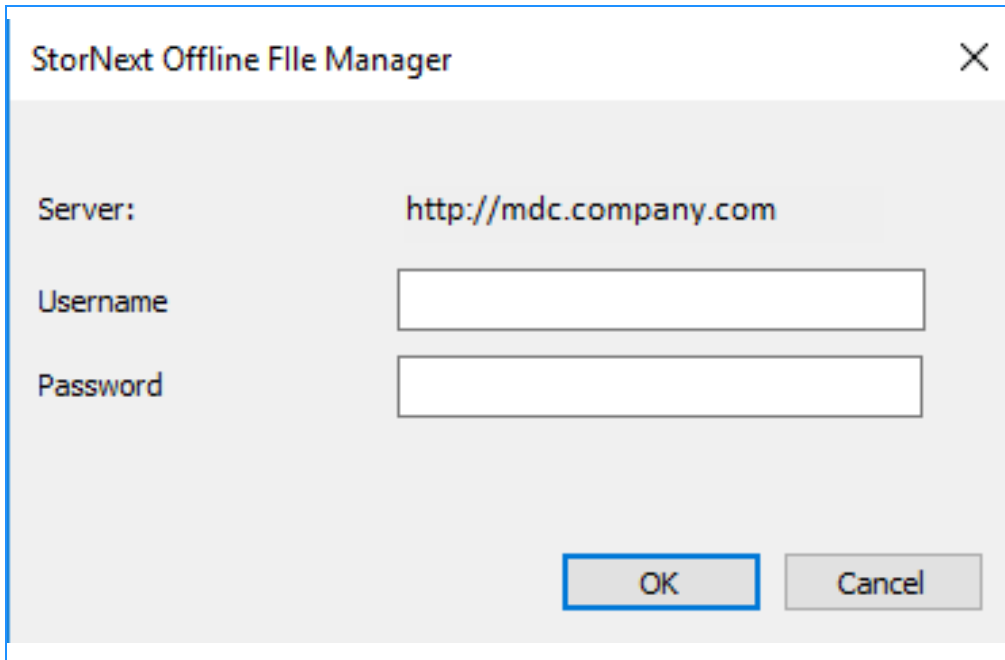 StorNext Offline FIle Manager
Server: http://mdc.company.com
Username
Password
OK Cancel